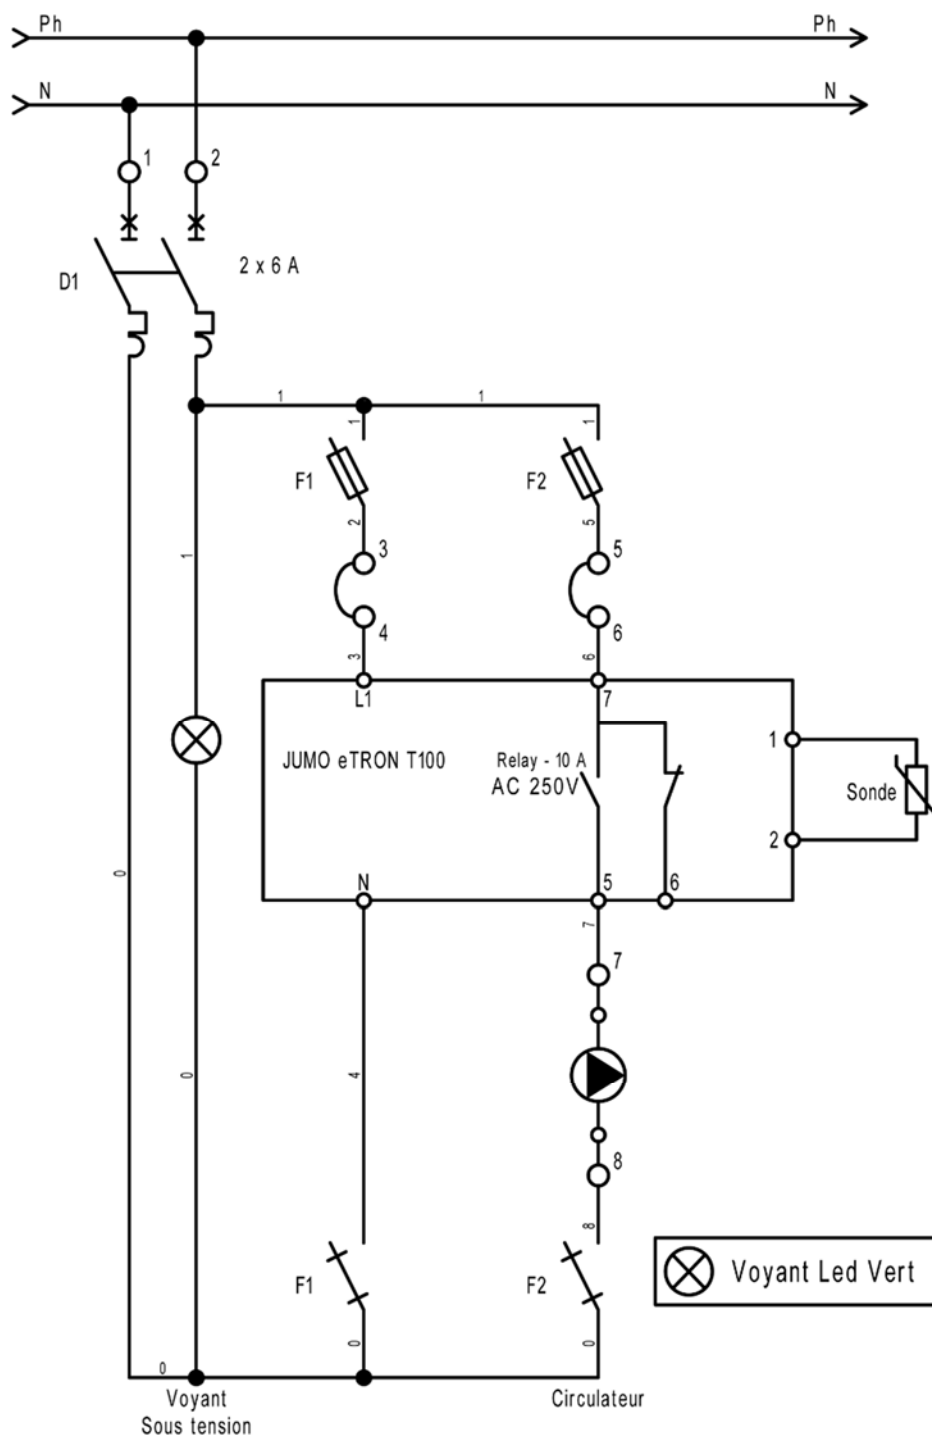 Ph Ph
N N
1 2
D1 2 x 6 A
1 1
1 1
F1 F2
2 5
3 5
1
4 6
3 6
L1 7
JUMO eTRON T100 Relay - 10 A
AC 250V
1
Sonde
2
0 N 5 6
7
7
0 4
8
8
F1 F2
Voyant Led Vert
0 0
0
Voyant Circulateur
Sous tension